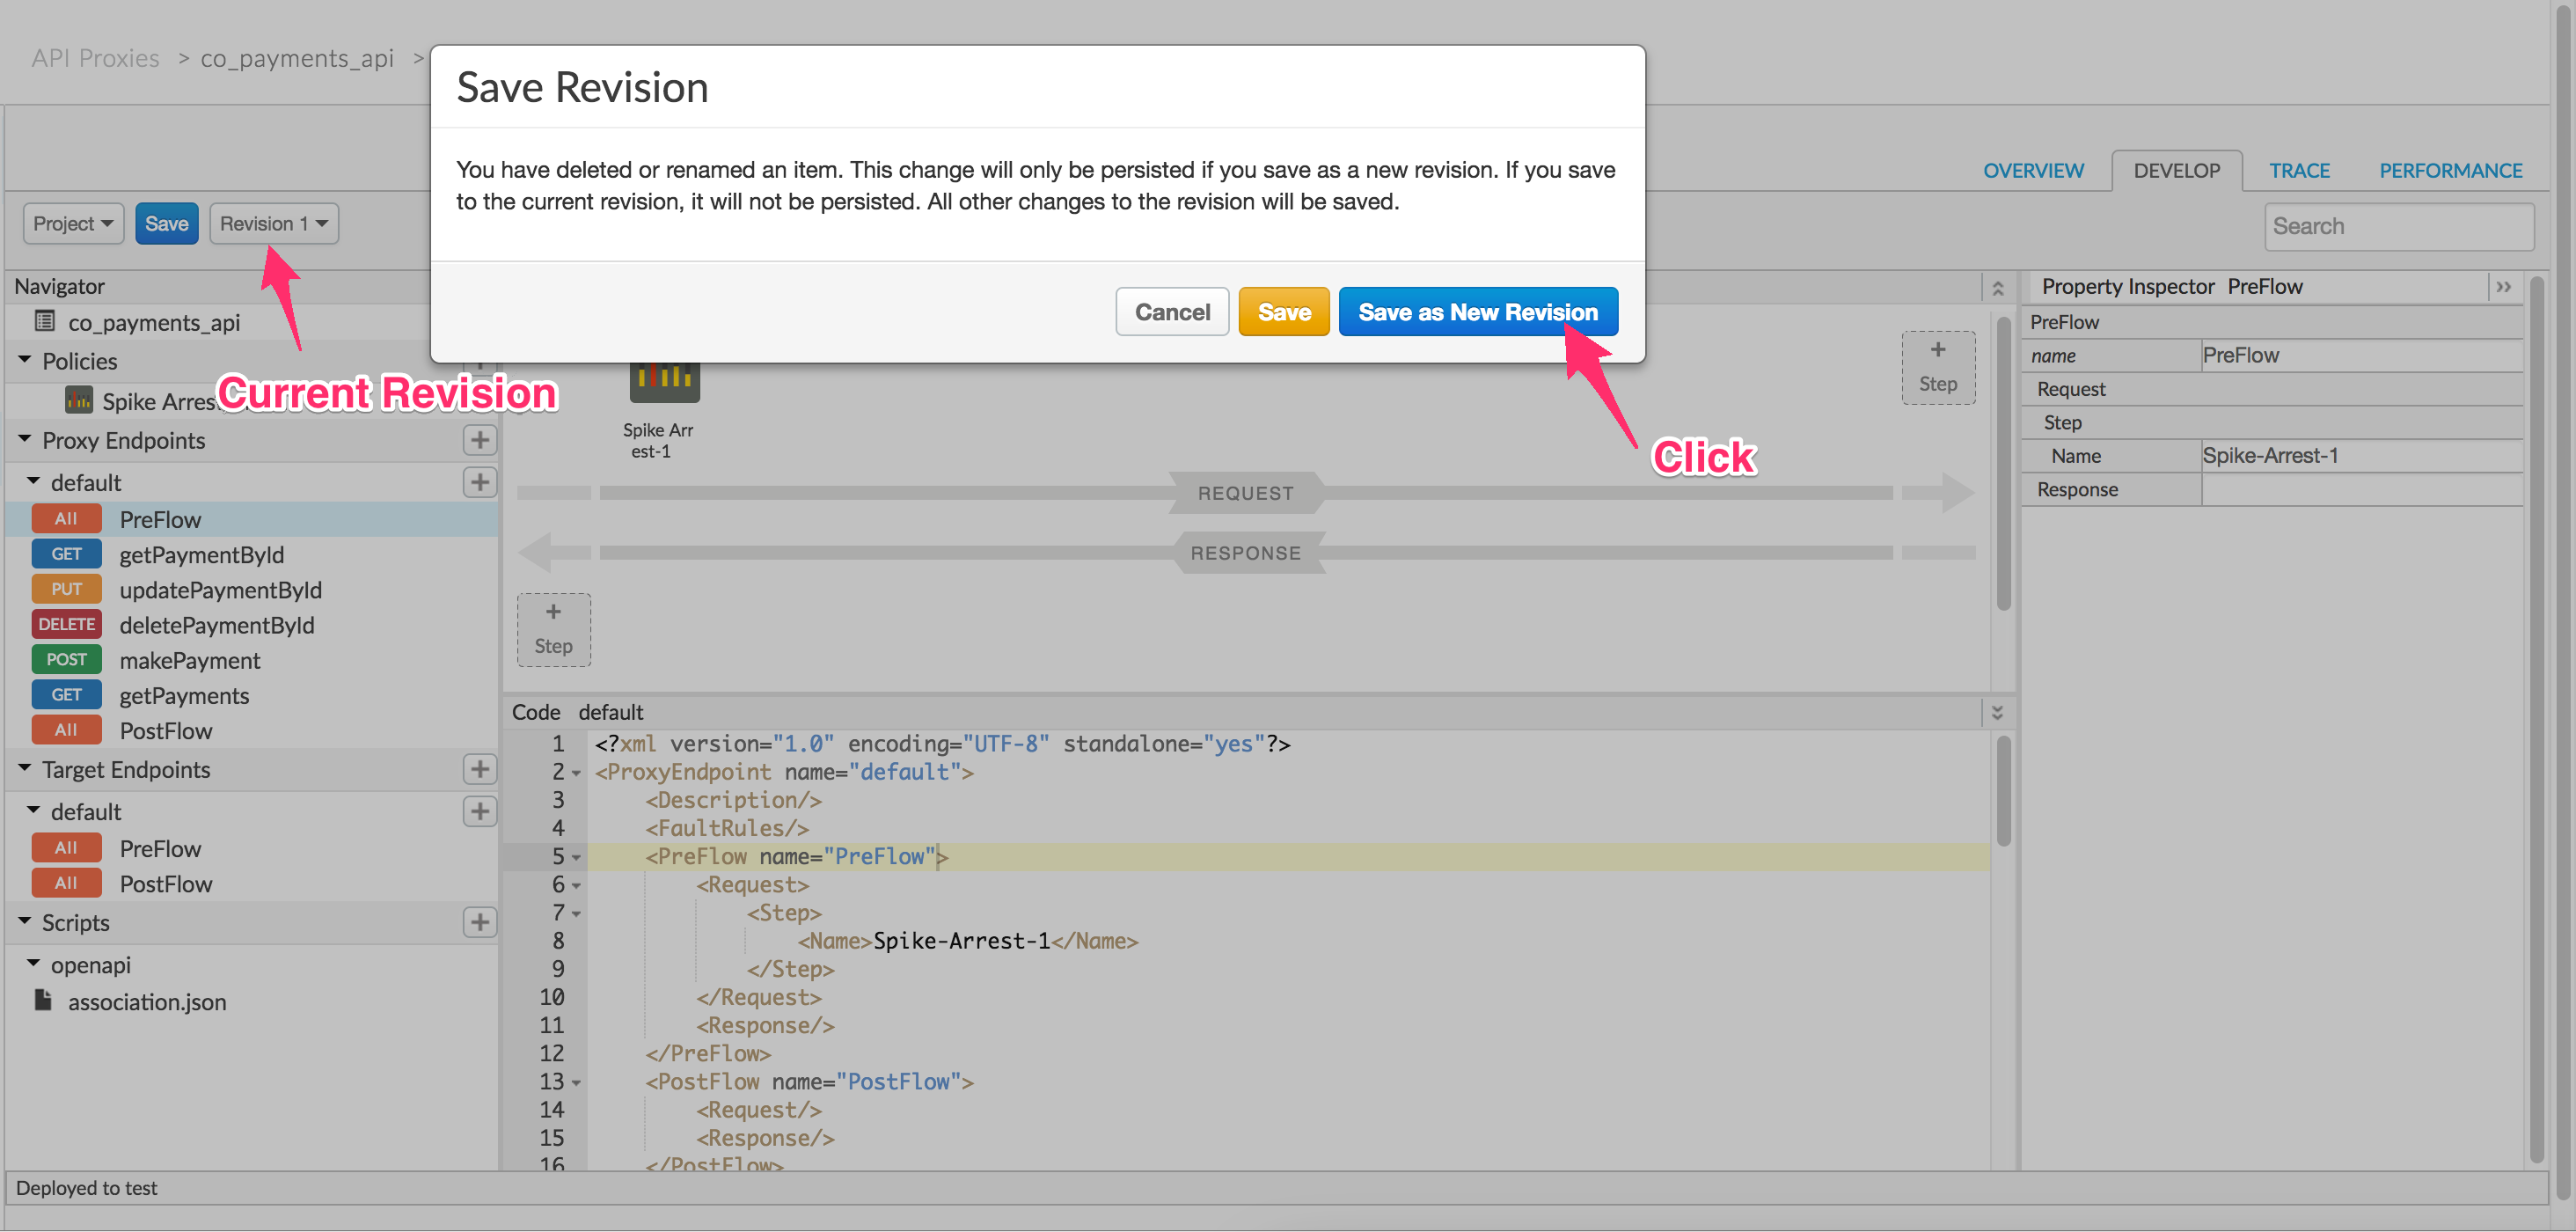 API Proxies > co_payments_api >
Save Revision
You have deleted or renamed an item. This change will only be persisted if you save as a new revision. If you save
to the current revision, it will not be persisted. All other changes to the revision will be saved.
Cancel Save Save as New Revision
OVERVIEW DEVELOP TRACE PERFORMANCE
Project Save Revision 1
Search
Current Revision
Click
Navigator
co_payments_api
Policies
Spike Arres
Proxy Endpoints
default
All PreFlow
GET getPaymentById
PUT updatePaymentById
DELETE deletePaymentById
POST makePayment
GET getPayments
All PostFlow
Target Endpoints
default
All PreFlow
All PostFlow
Scripts
openapi
association.json
Spike Arr
est-1
+
Step
REQUEST
RESPONSE
+
Step
Code default
1 <?xml version="1.0" encoding="UTF-8" standalone="yes"?>
2 <ProxyEndpoint name="default">
3 <Description/>
4 <FaultRules/>
5 <PreFlow name="PreFlow">
6 <Request>
7 <Step>
8 <Name>Spike-Arrest-1</Name>
9 </Step>
10 </Request>
11 <Response/>
12 </PreFlow>
13 <PostFlow name="PostFlow">
14 <Request/>
15 <Response/>
16 </PostFlow>
Property Inspector PreFlow
PreFlow
name PreFlow
Request
Step
Name Spike-Arrest-1
Response
Deployed to test